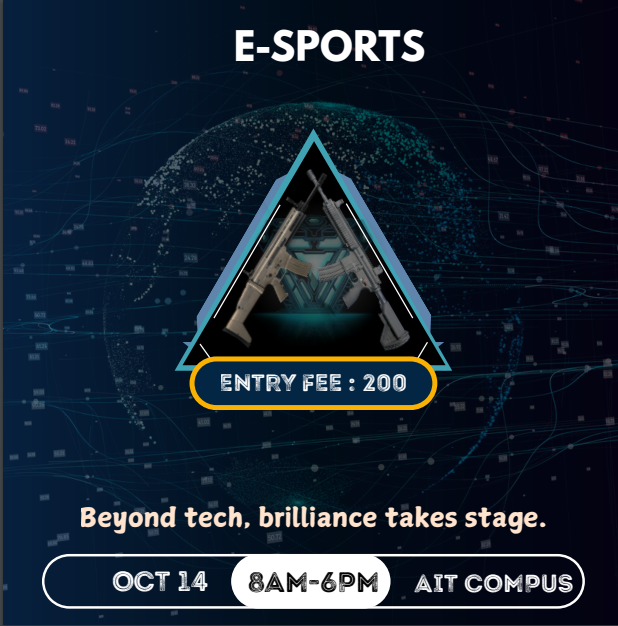 E-SPORTS
ENTRY FEE : 200
Beyond tech, brilliance takes stage.
OCT 14 8AM-6PM AIT COMPUS